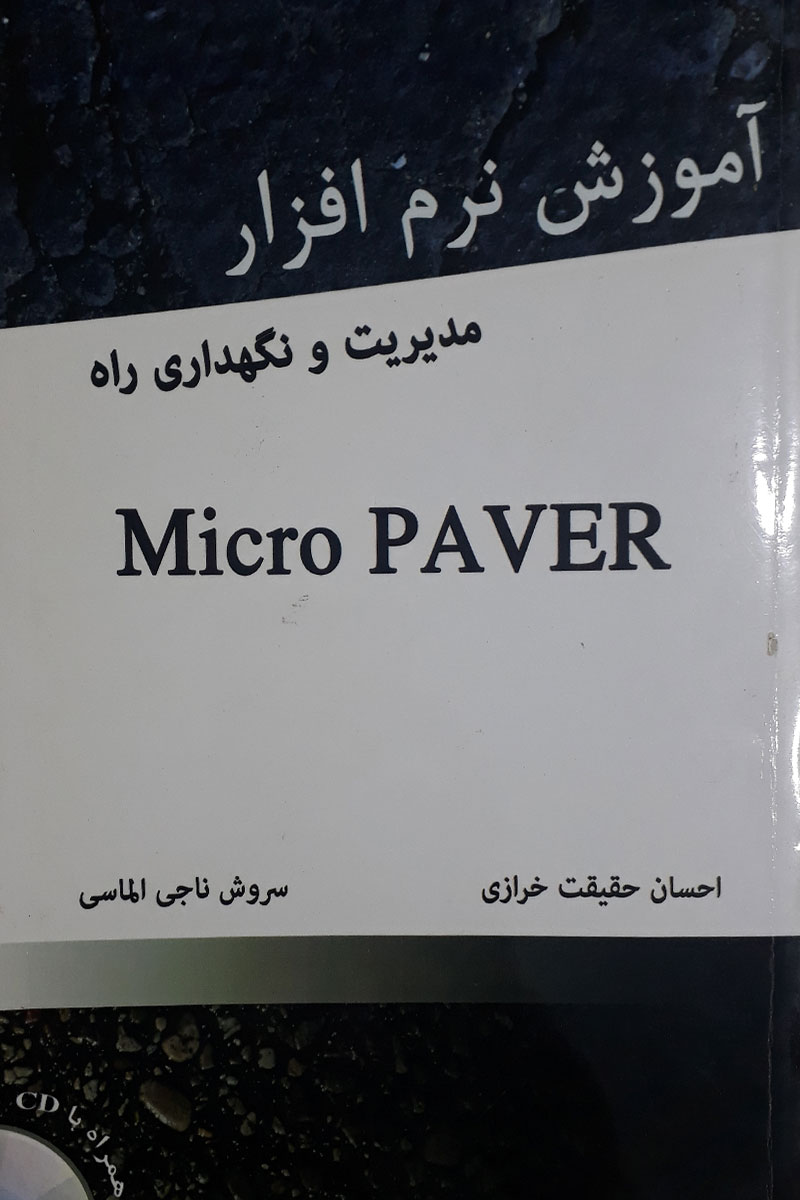 آموزش نرم افزار
مدیریت و نگهداری راه
Micro PAVER
احسان حقیقت خرازی
سروش ناجی الماسی
همراه با CD